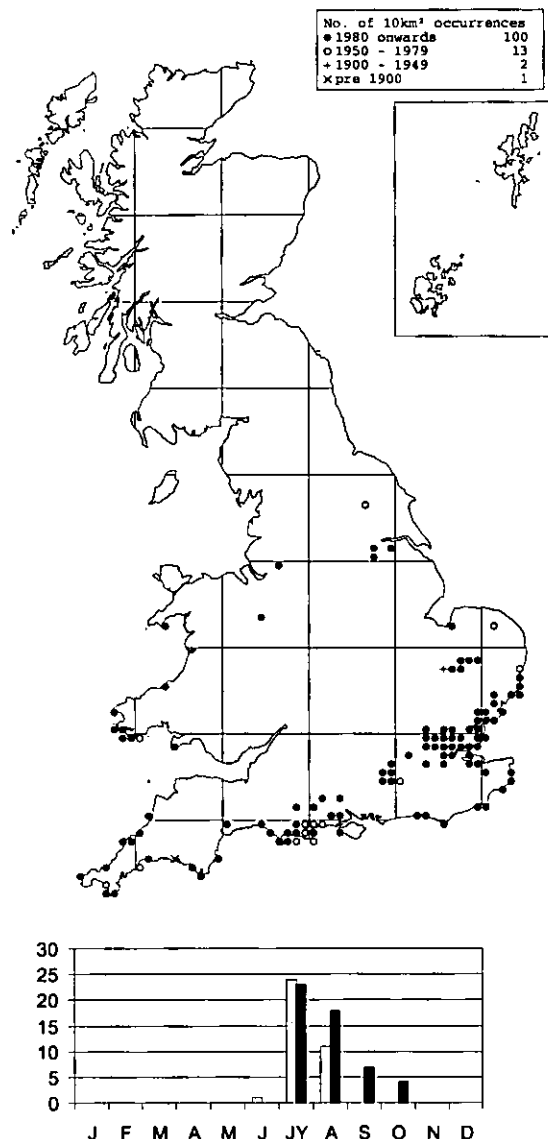 No. of 10km² occurrences
● 1980 onwards 100
○ 1950 - 1979 13
+ 1900 - 1949 2
× pre 1900 1
30
25
20
15
10
5
0
J F M A M J JY A S O N D